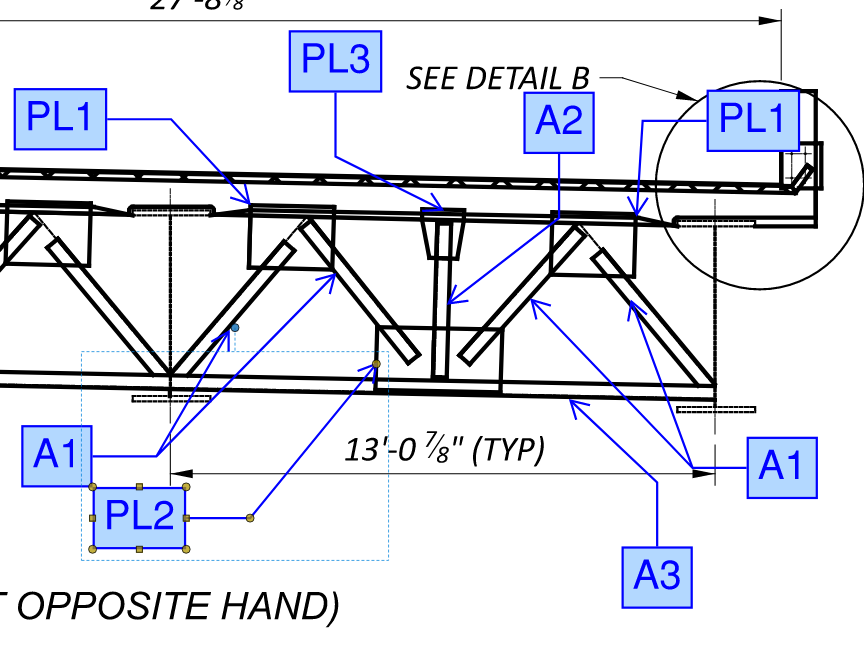 27'-8⅞"
PL3
SEE DETAIL B
PL1
A2
PL1
A1
13'-0 ⅞" (TYP)
A1
PL2
A3
OPPOSITE HAND)